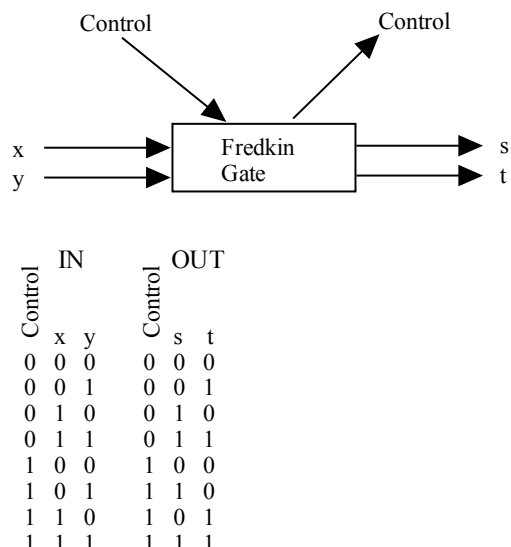 Control Control
x Fredkin s
y Gate t
IN OUT
Control x y Control s t
0 0 0 0 0 0
0 0 1 0 0 1
0 1 0 0 1 0
0 1 1 0 1 1
1 0 0 1 0 0
1 0 1 1 1 0
1 1 0 1 0 1
1 1 1 1 1 1